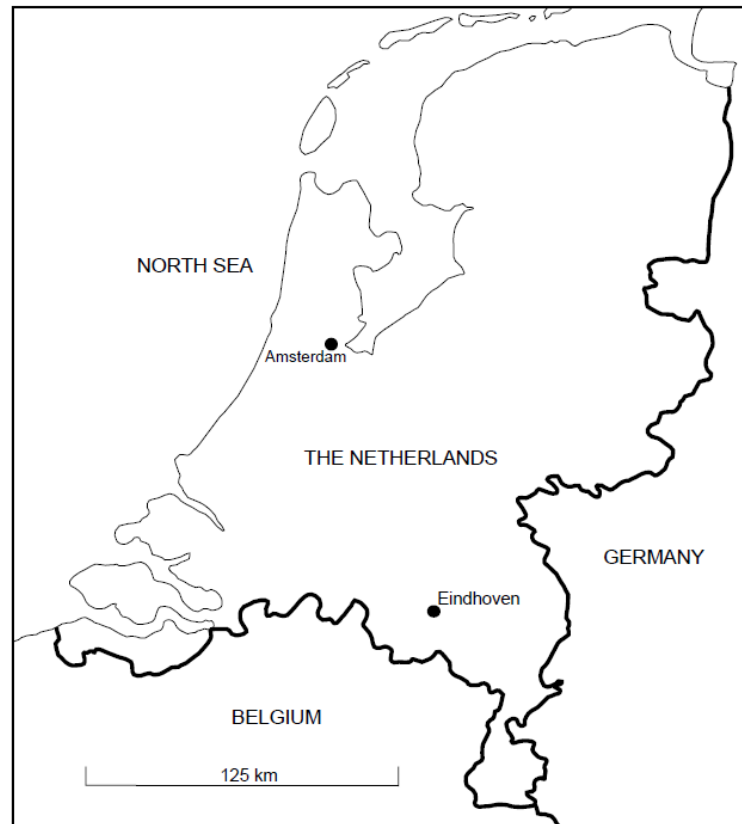 NORTH SEA
Amsterdam
THE NETHERLANDS
GERMANY
Eindhoven
BELGIUM
125 km